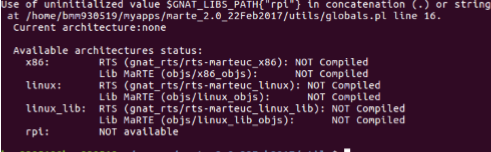 Use of uninitialized value $GNAT_LIBS_PATH{"rpi"} in concatenation (.) or string
at /home/bmm930519/myapps/marte_2.0_22Feb2017/utils/globals.pl line 16.
Current architecture:none
Available architectures status:
x86: RTS (gnat_rts/rts-marteuc_x86): NOT Compiled
Lib MaRTE (objs/x86_objs): NOT Compiled
linux: RTS (gnat_rts/rts-marteuc_linux): NOT Compiled
Lib MaRTE (objs/linux_objs): NOT Compiled
linux_lib: RTS (gnat_rts/rts-marteuc_linux_lib): NOT Compiled
Lib MaRTE (objs/linux_lib_objs): NOT Compiled
rpi: NOT available